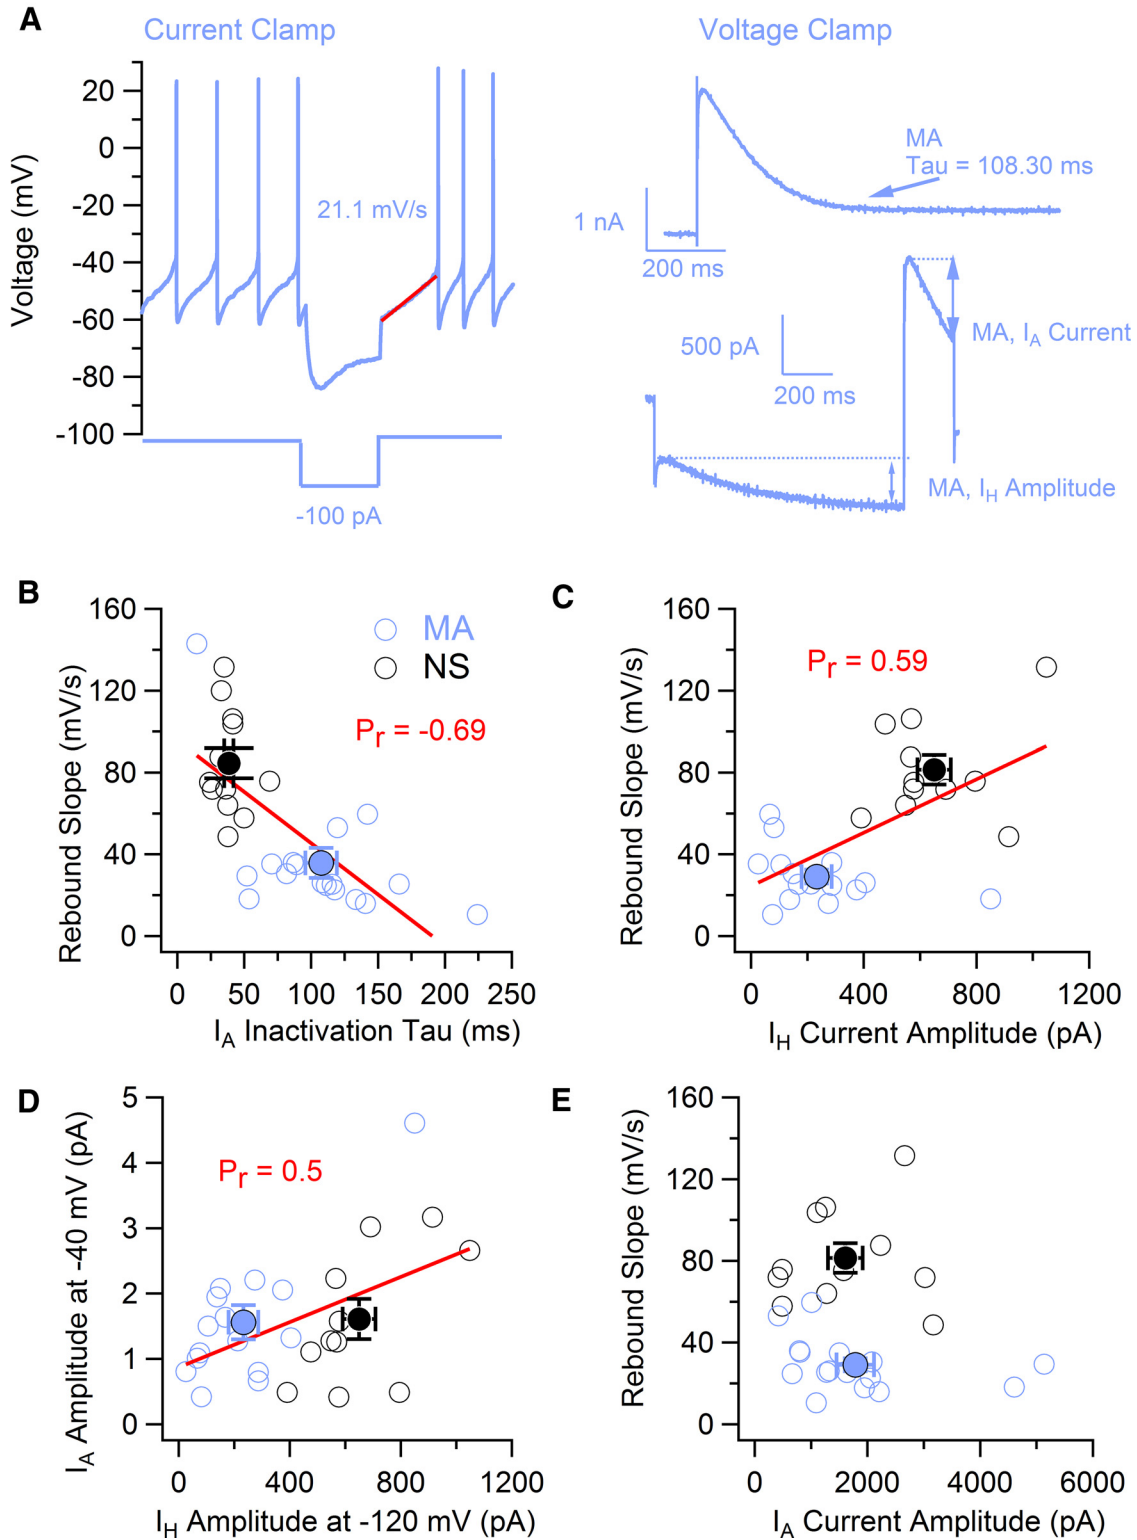 A
Current Clamp
Voltage Clamp
20
0
-20
-40
-60
-80
-100
Voltage (mV)
21.1 mV/s
-100 pA
MA
Tau = 108.30 ms
1 nA
200 ms
500 pA
200 ms
MA, IA Current
MA, IH Amplitude
B
160
120
80
40
0
Rebound Slope (mV/s)
MA
NS
Pr = -0.69
0 50 100 150 200 250
IA Inactivation Tau (ms)
C
160
120
80
40
0
Rebound Slope (mV/s)
Pr = 0.59
0 400 800 1200
IH Current Amplitude (pA)
D
5
4
3
2
1
0
IA Amplitude at -40 mV (pA)
Pr = 0.5
0 400 800 1200
IH Amplitude at -120 mV (pA)
E
160
120
80
40
0
Rebound Slope (mV/s)
0 2000 4000 6000
IA Current Amplitude (pA)